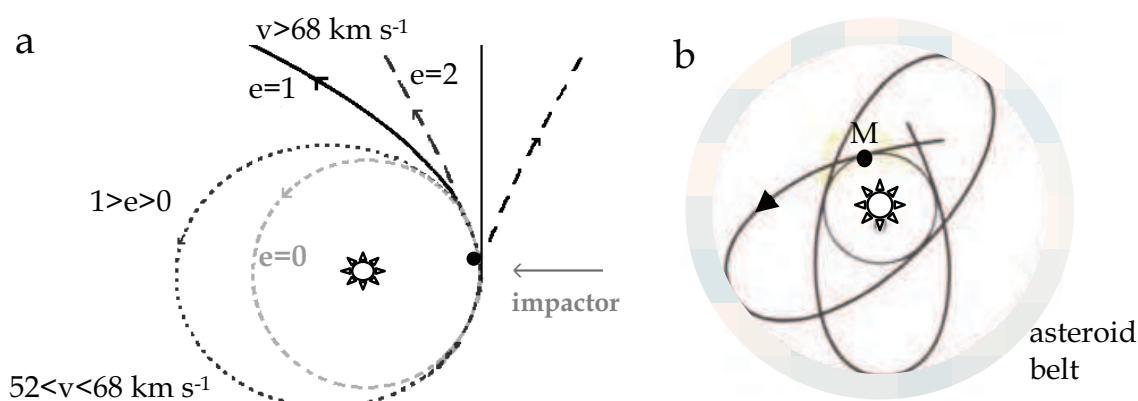 a
v>68 km s⁻¹
e=1
e=2
1>e>0
e=0
impactor
52<v<68 km s⁻¹
b
M
asteroid
belt